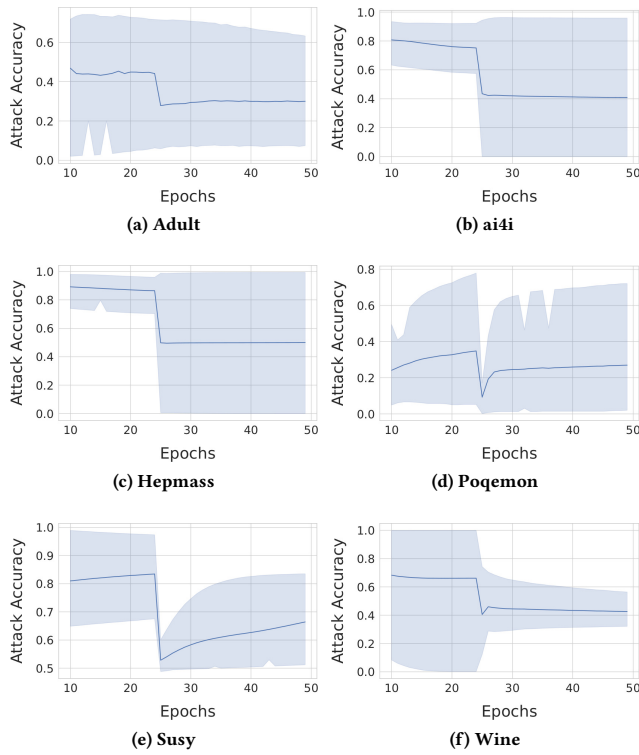 Attack Accuracy
0.6
0.4
0.2
0.0
10 20 30 40 50
Epochs
(a) Adult
Attack Accuracy
1.0
0.8
0.6
0.4
0.2
0.0
10 20 30 40 50
Epochs
(b) ai4i
Attack Accuracy
1.0
0.8
0.6
0.4
0.2
0.0
10 20 30 40 50
Epochs
(c) Hepmass
Attack Accuracy
0.8
0.6
0.4
0.2
0.0
10 20 30 40 50
Epochs
(d) Poqemon
Attack Accuracy
1.0
0.9
0.8
0.7
0.6
0.5
10 20 30 40 50
Epochs
(e) Susy
Attack Accuracy
1.0
0.8
0.6
0.4
0.2
0.0
10 20 30 40 50
Epochs
(f) Wine